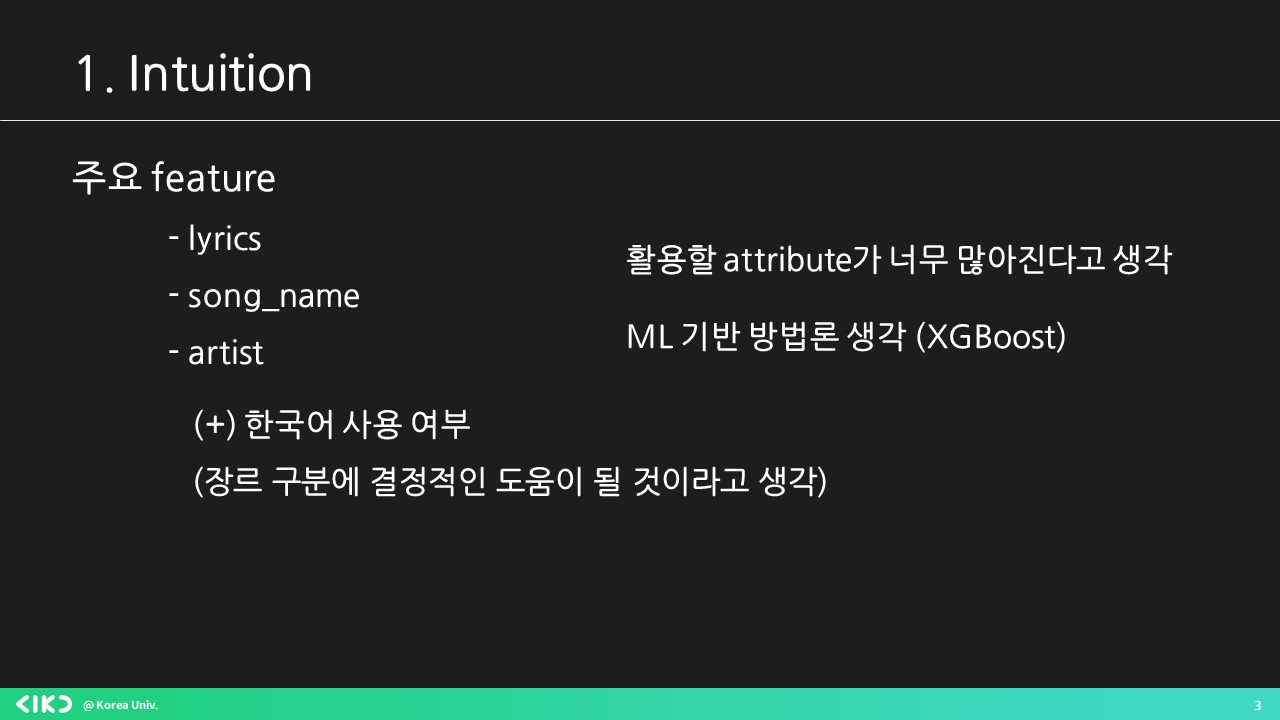 1. Intuition
주요 feature
- lyrics
- song_name
- artist
(+) 한국어 사용 여부
(장르 구분에 결정적인 도움이 될 것이라고 생각)
활용할 attribute가 너무 많아진다고 생각
ML 기반 방법론 생각 (XGBoost)
@ Korea Univ.
3